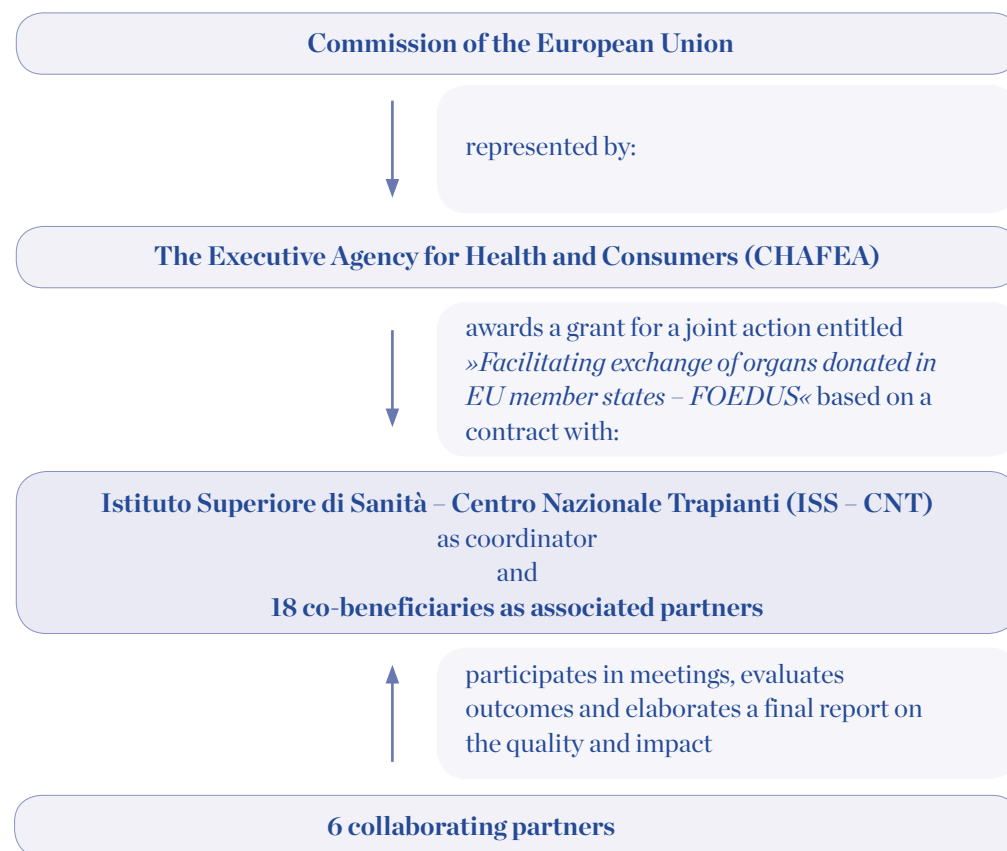 Commission of the European Union
represented by:
The Executive Agency for Health and Consumers (CHAFEA)
awards a grant for a joint action entitled
»Facilitating exchange of organs donated in
EU member states – FOEDUS« based on a
contract with:
Istituto Superiore di Sanità – Centro Nazionale Trapianti (ISS – CNT)
as coordinator
and
18 co-beneficiaries as associated partners
participates in meetings, evaluates
outcomes and elaborates a final report on
the quality and impact
6 collaborating partners